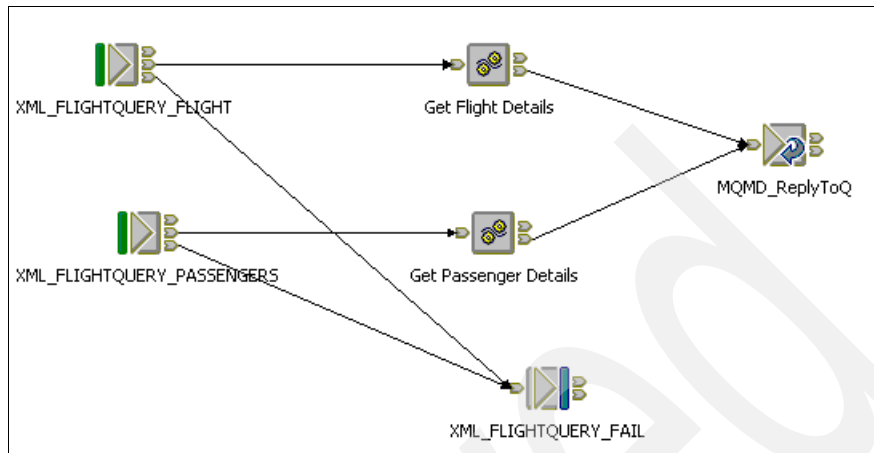 XML_FLIGHTQUERY_FLIGHT
Get Flight Details
MQMD_ReplyToQ
XML_FLIGHTQUERY_PASSENGERS
Get Passenger Details
XML_FLIGHTQUERY_FAIL